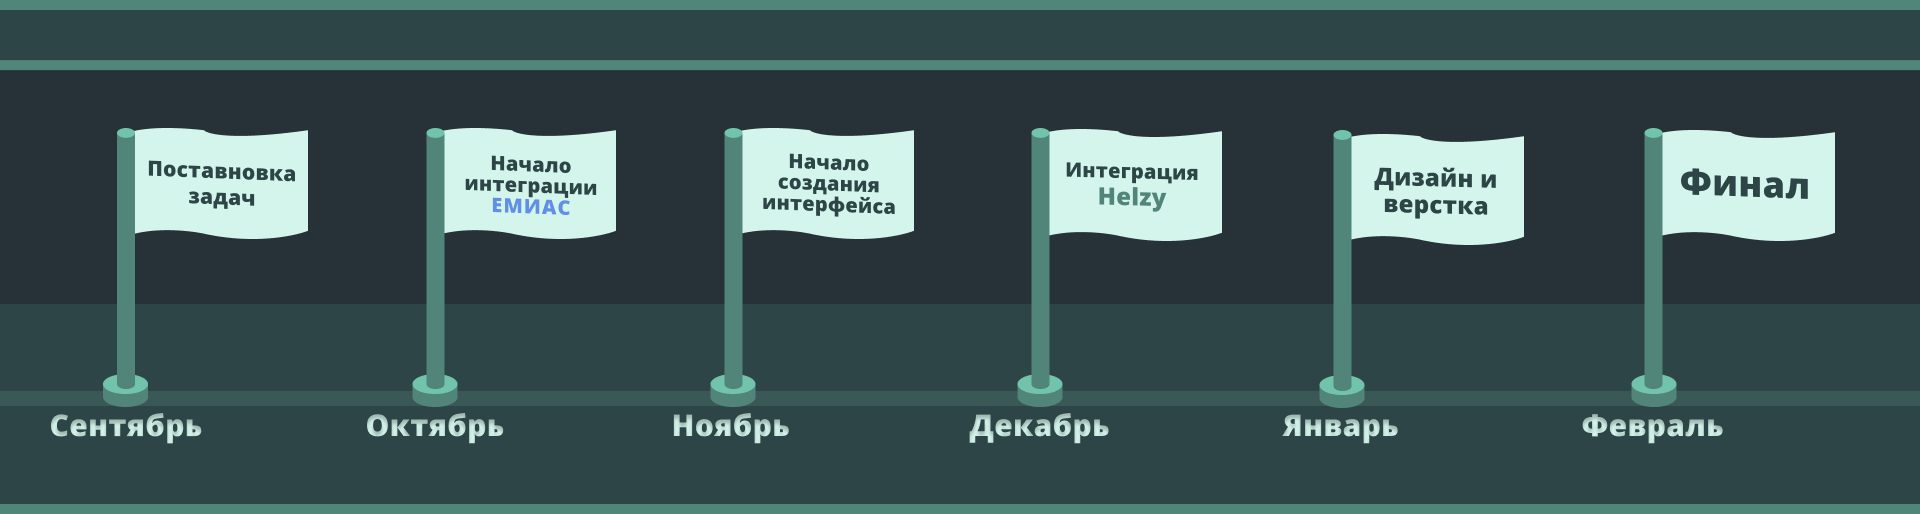 Поставновка
задач
Начало
интеграции
ЕМИАС
Начало
создания
интерфейса
Интеграция
Helzy
Дизайн и
верстка
Финал
Сентябрь
Октябрь
Ноябрь
Декабрь
Январь
Февраль